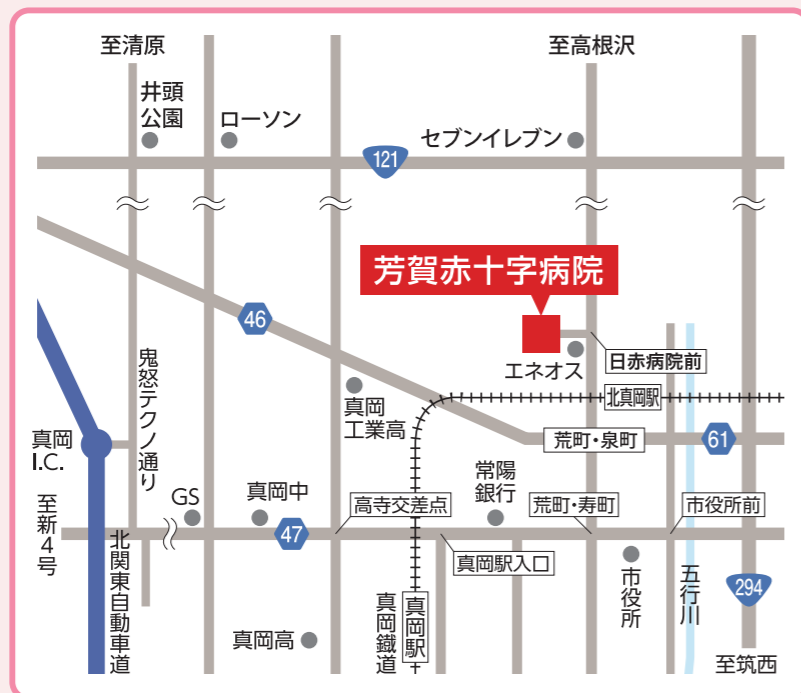 至清原
至高根沢
井頭
公園
ローソン
セブンイレブン
121
芳賀赤十字病院
46
日赤病院前
エネオス
鬼怒テクノ通り
真岡
工業高
北真岡駅
真岡
I.C.
荒町・泉町
61
常陽
銀行
GS
真岡中
高寺交差点
荒町・寿町
市役所前
至新4号
47
真岡駅入口
北関東自動車道
市役所
五行川
294
真岡高
真岡鐵道
真岡駅
至筑西